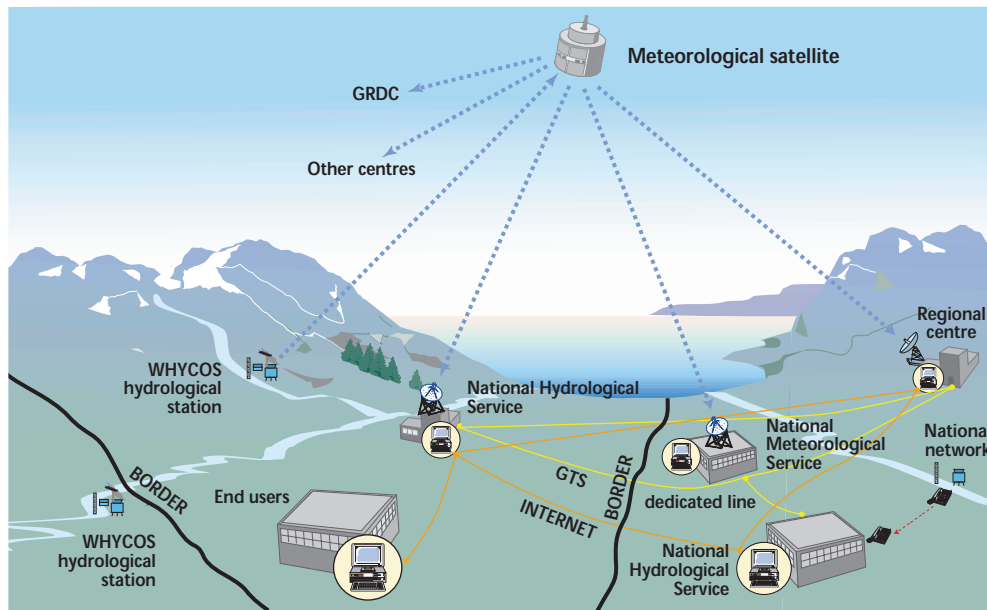 Meteorological satellite
GRDC
Other centres
Regional
centre
WHYCOS
hydrological
station
National Hydrological
Service
National
Meteorological
Service
National
network
BORDER
End users
GTS
INTERNET
BORDER
dedicated line
WHYCOS
hydrological
station
National
Hydrological
Service